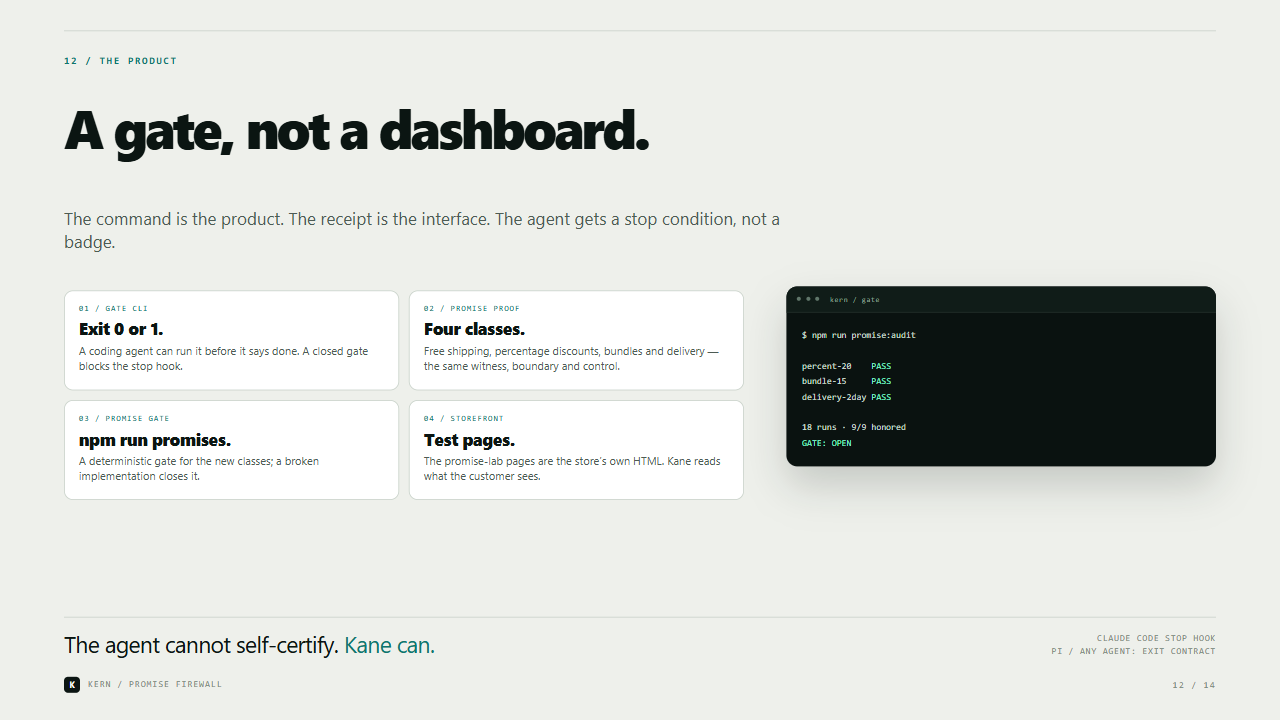 12 / THE PRODUCT
A gate, not a dashboard.
The command is the product. The receipt is the interface. The agent gets a stop condition, not a
badge.
01 / GATE CLI
Exit 0 or 1.
A coding agent can run it before it says done. A closed gate
blocks the stop hook.
02 / PROMISE PROOF
Four classes.
Free shipping, percentage discounts, bundles and delivery —
the same witness, boundary and control.
03 / PROMISE GATE
npm run promises.
A deterministic gate for the new classes; a broken
implementation closes it.
04 / STOREFRONT
Test pages.
The promise-lab pages are the store's own HTML. Kane reads
what the customer sees.
kern / gate
$ npm run promise:audit
percent-20 PASS
bundle-15 PASS
delivery-2day PASS
18 runs · 9/9 honored
GATE: OPEN
The agent cannot self-certify. Kane can.
CLAUDE CODE STOP HOOK
PI / ANY AGENT: EXIT CONTRACT
K KERN / PROMISE FIREWALL
12 / 14